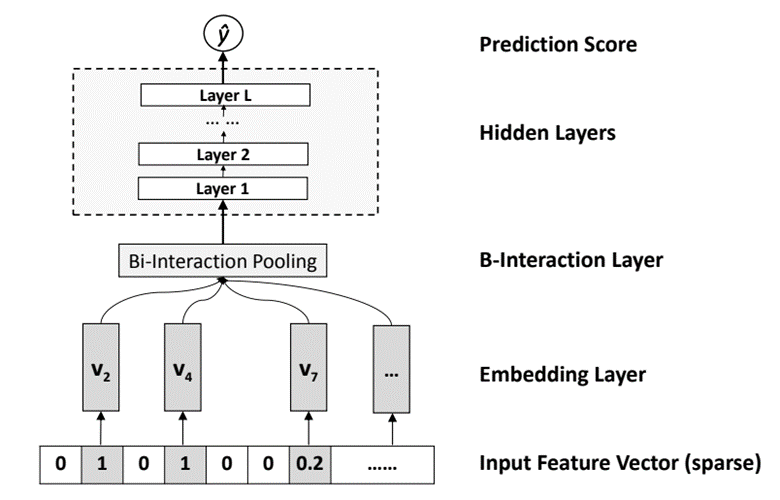 ŷ Prediction Score
Layer L
... ...
Hidden Layers
Layer 2
Layer 1
Bi-Interaction Pooling B-Interaction Layer
v₂ v₄ v₇ ... Embedding Layer
0 1 0 1 0 0 0.2 ...... Input Feature Vector (sparse)